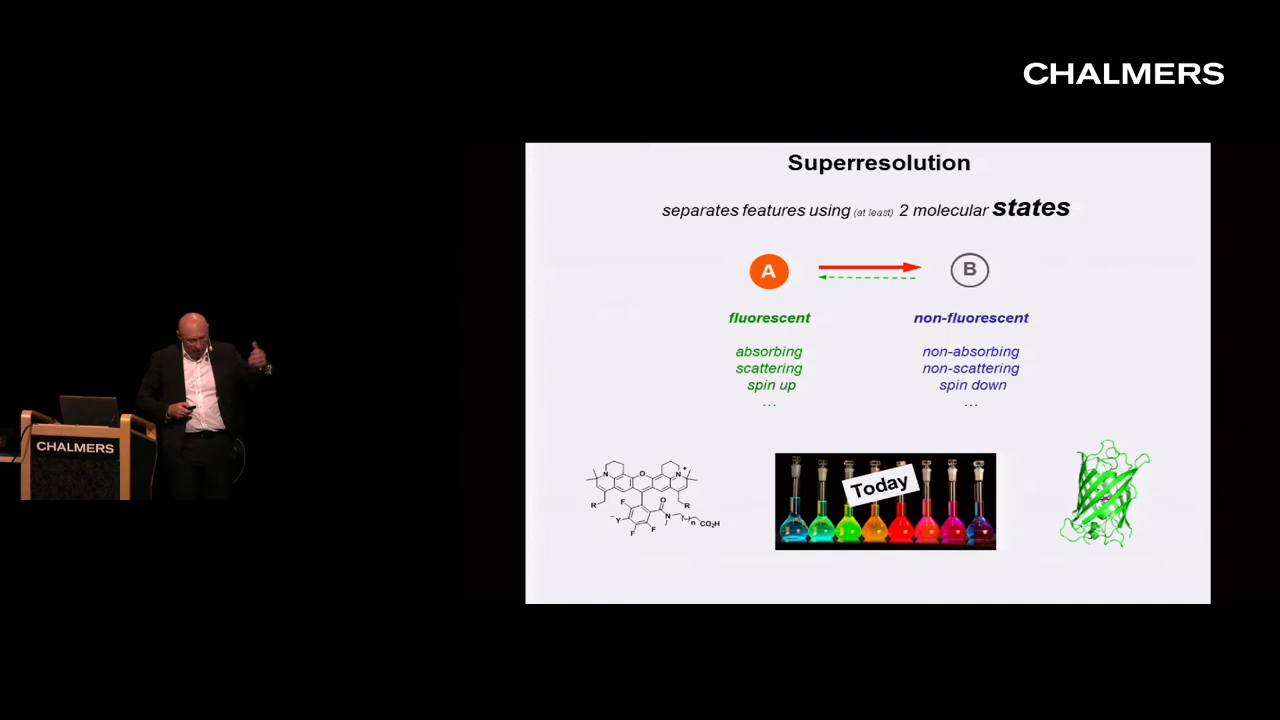 CHALMERS
Superresolution
separates features using (at least) 2 molecular states
A
B
fluorescent
non-fluorescent
absorbing
non-absorbing
scattering
non-scattering
spin up
spin down
...
...
CHALMERS
Today
O
N
N
+
R
R
F
O
N
n
CO₂H
⁻Y
F
F